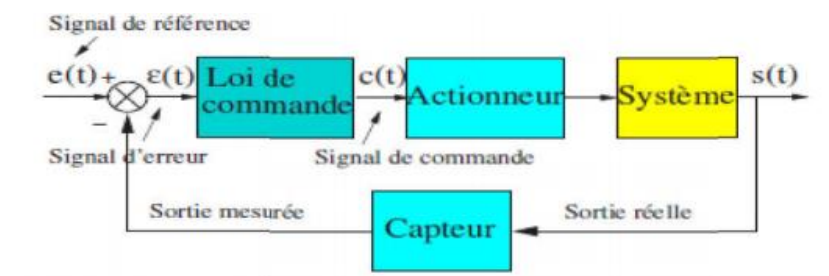 Signal de référence
e(t) + ε(t) Loi de commande c(t) Actionneur Système s(t)
−
Signal d'erreur
Signal de commande
Sortie mesurée
Capteur
Sortie réelle